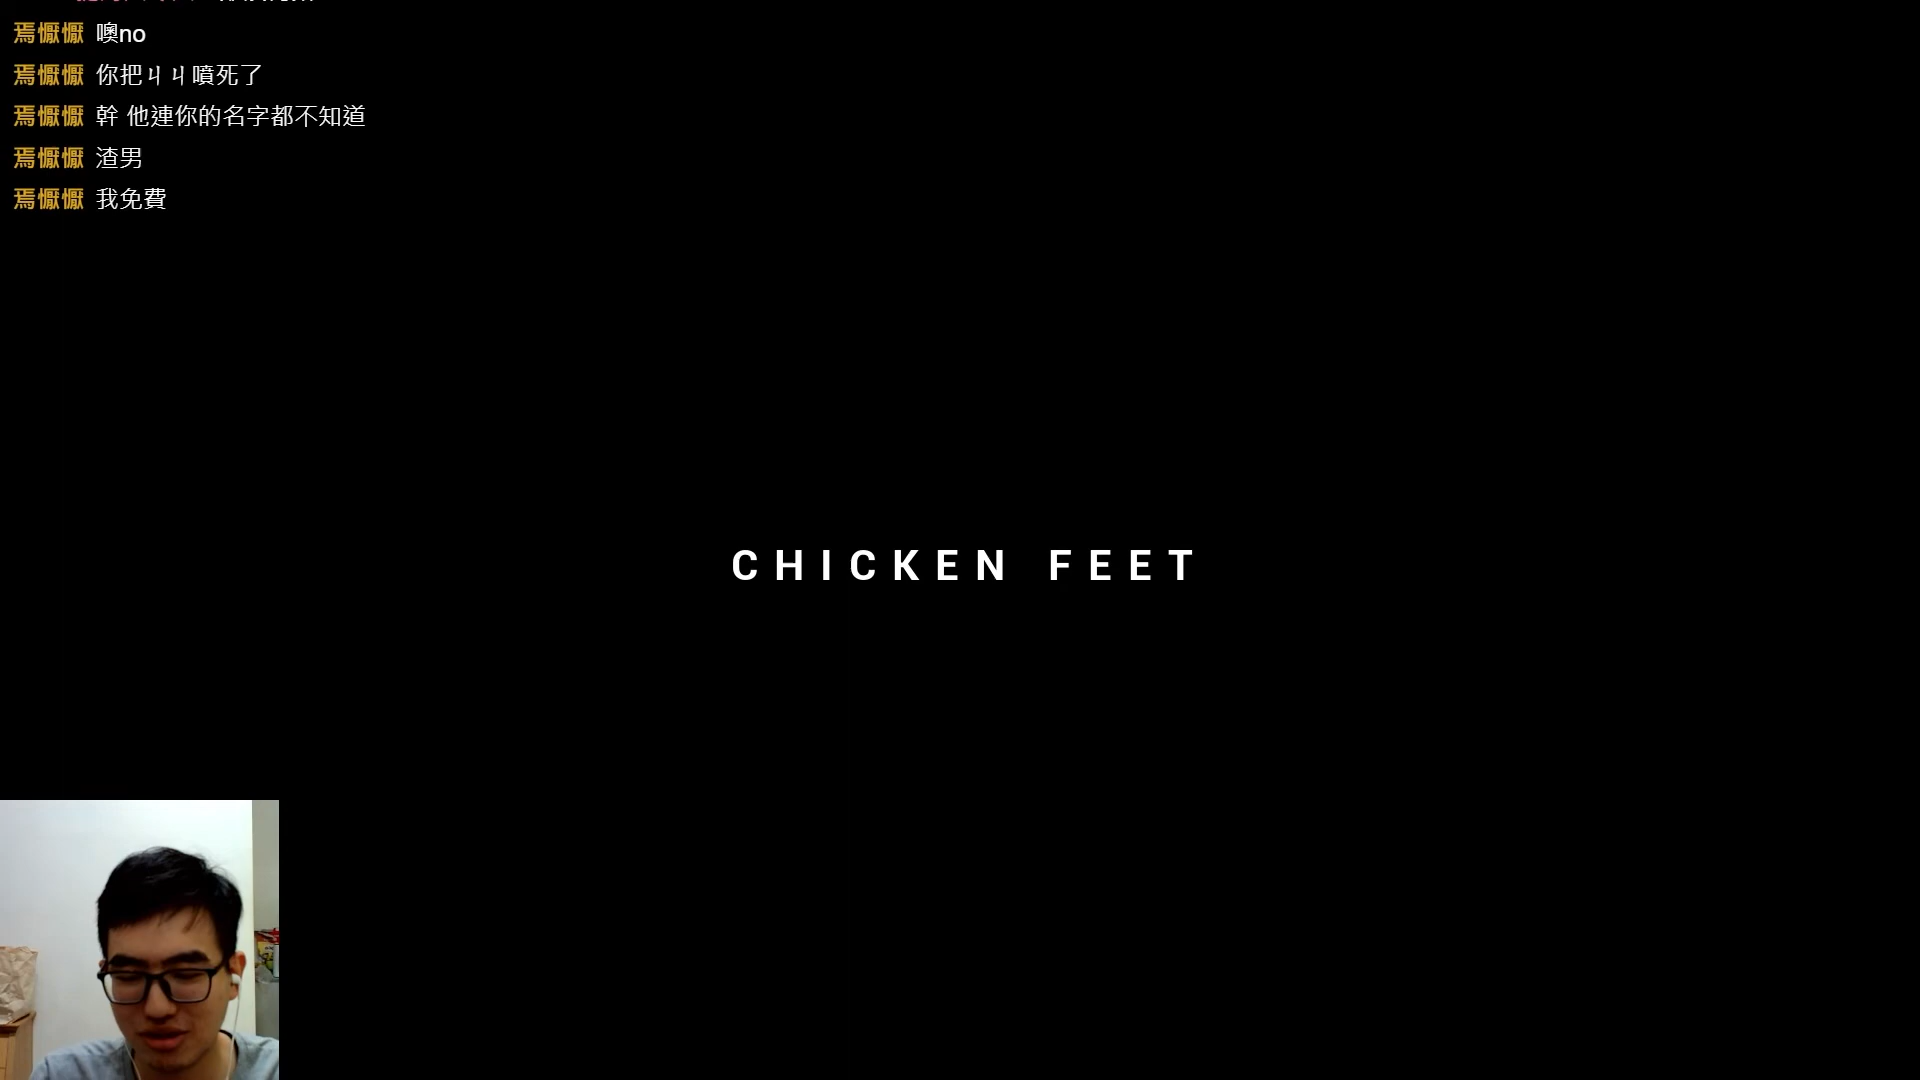 焉懨懨 噢no
焉懨懨 你把ㄐㄐ噴死了
焉懨懨 幹 他連你的名字都不知道
焉懨懨 渣男
焉懨懨 我免費
CHICKEN FEET